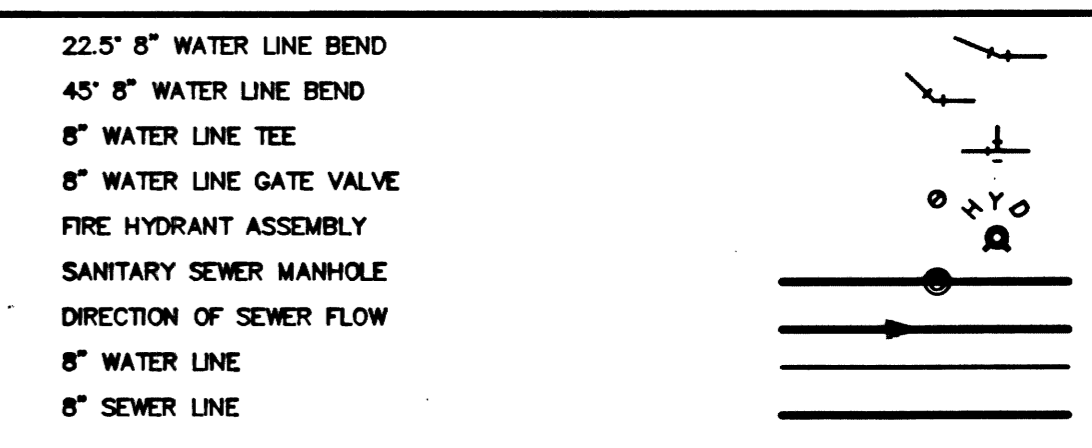 22.5° 8" WATER LINE BEND
45° 8" WATER LINE BEND
8" WATER LINE TEE
8" WATER LINE GATE VALVE
FIRE HYDRANT ASSEMBLY
HYD
SANITARY SEWER MANHOLE
DIRECTION OF SEWER FLOW
8" WATER LINE
8" SEWER LINE